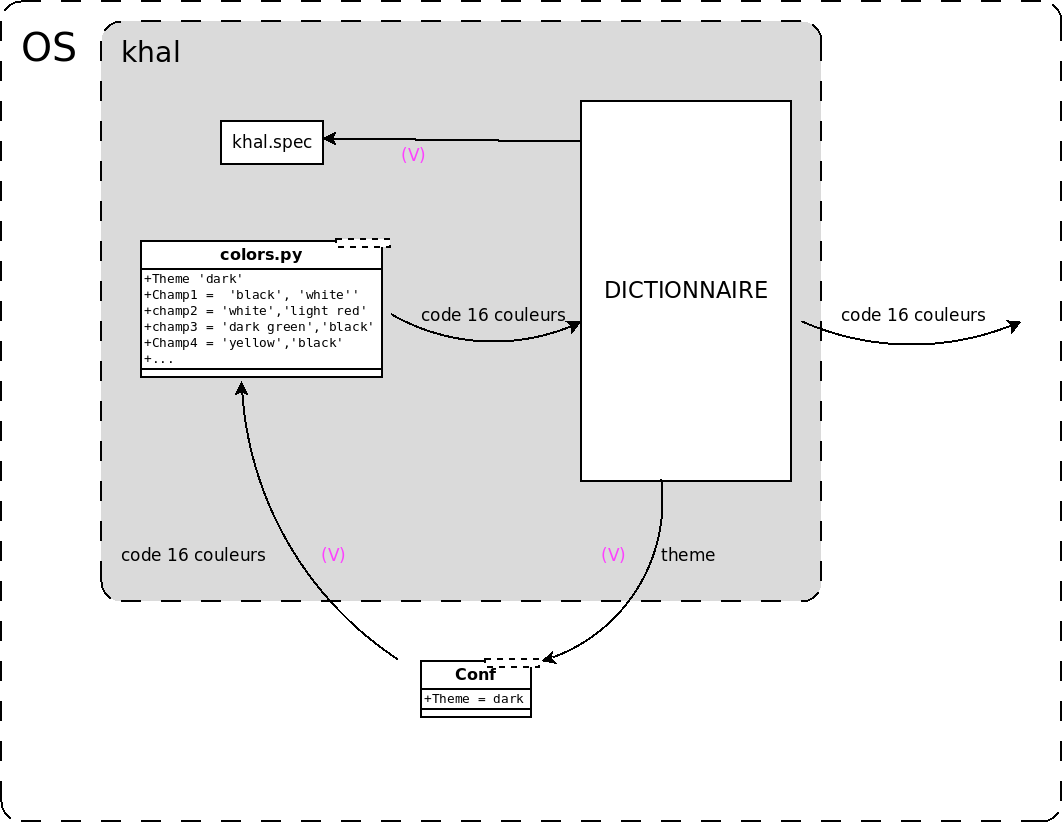 OS
khal
khal.spec
(V)
colors.py
+Theme 'dark'
+Champ1 =  'black', 'white''
+champ2 = 'white','light red'
+champ3 = 'dark green','black'
+Champ4 = 'yellow','black'
+...
code 16 couleurs
DICTIONNAIRE
code 16 couleurs
code 16 couleurs
(V)
(V)
theme
Conf
+Theme = dark